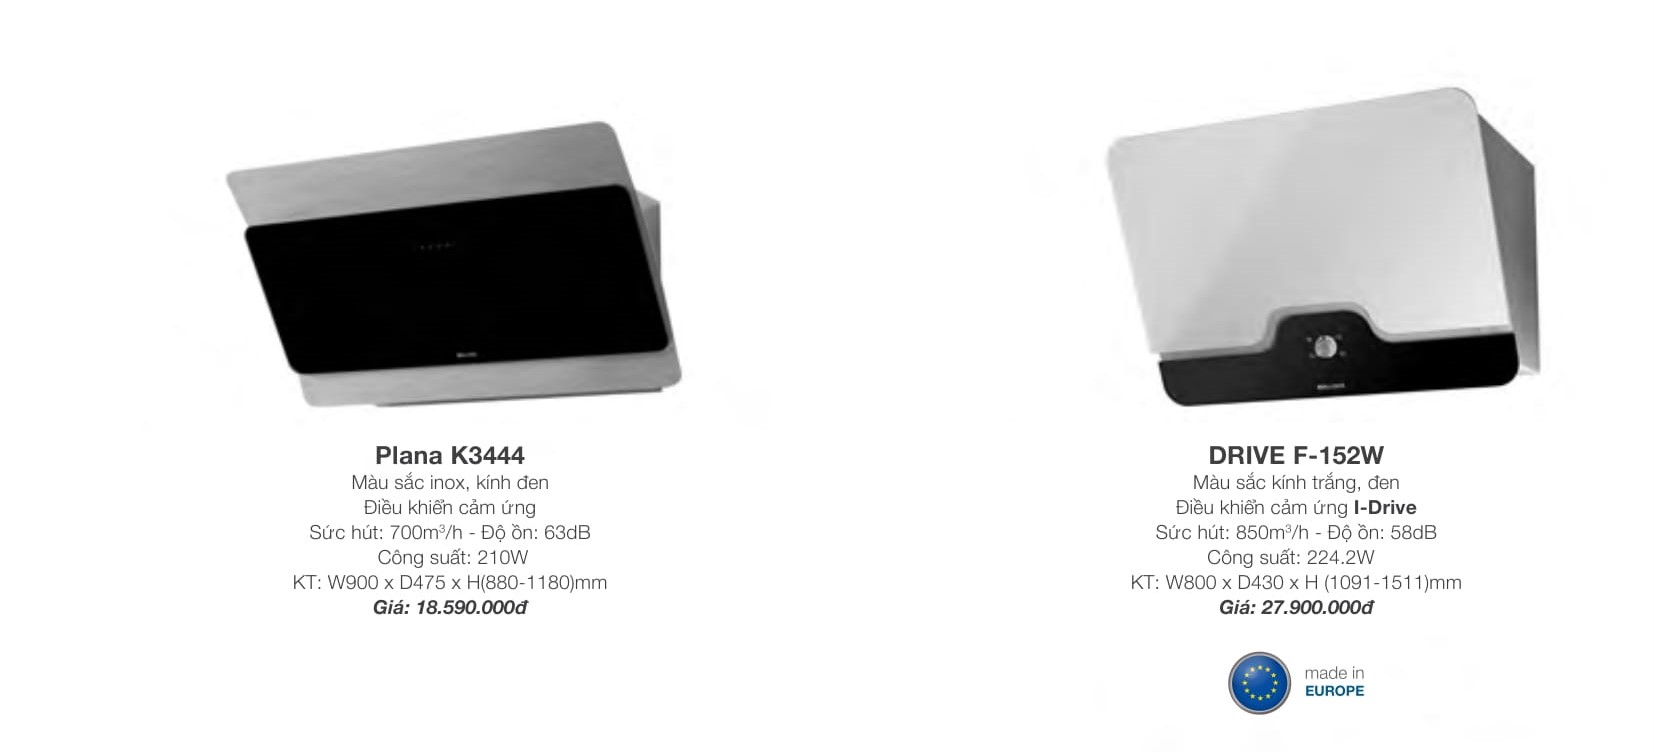 Plana K3444
Màu sắc inox, kính đen
Điều khiển cảm ứng
Sức hút: 700m³/h - Độ ồn: 63dB
Công suất: 210W
KT: W900 x D475 x H(880-1180)mm
Giá: 18.590.000đ
DRIVE F-152W
Màu sắc kính trắng, đen
Điều khiển cảm ứng I-Drive
Sức hút: 850m³/h - Độ ồn: 58dB
Công suất: 224.2W
KT: W800 x D430 x H (1091-1511)mm
Giá: 27.900.000đ
made in
EUROPE